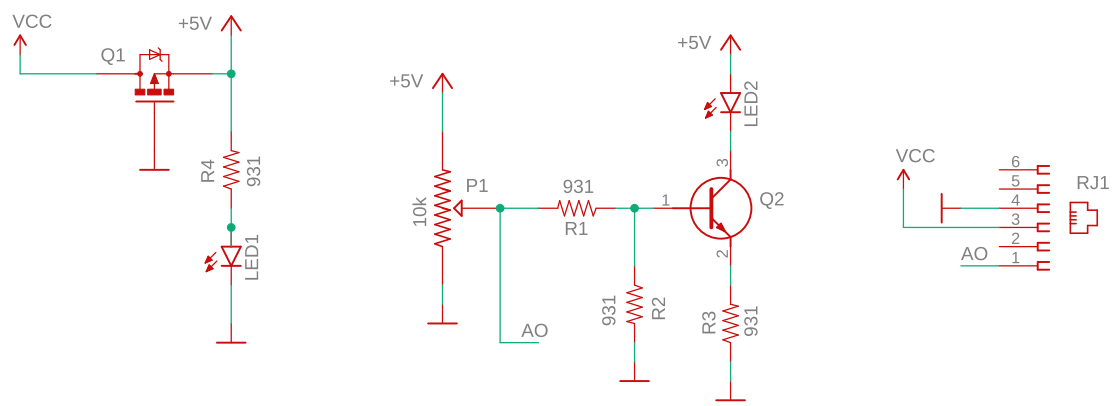 VCC
Q1
+5V
R4
931
LED1
+5V
10k
P1
AO
931
R1
931
R2
+5V
LED2
3
1
Q2
2
R3
931
VCC
AO
6
5
4
3
2
1
RJ1